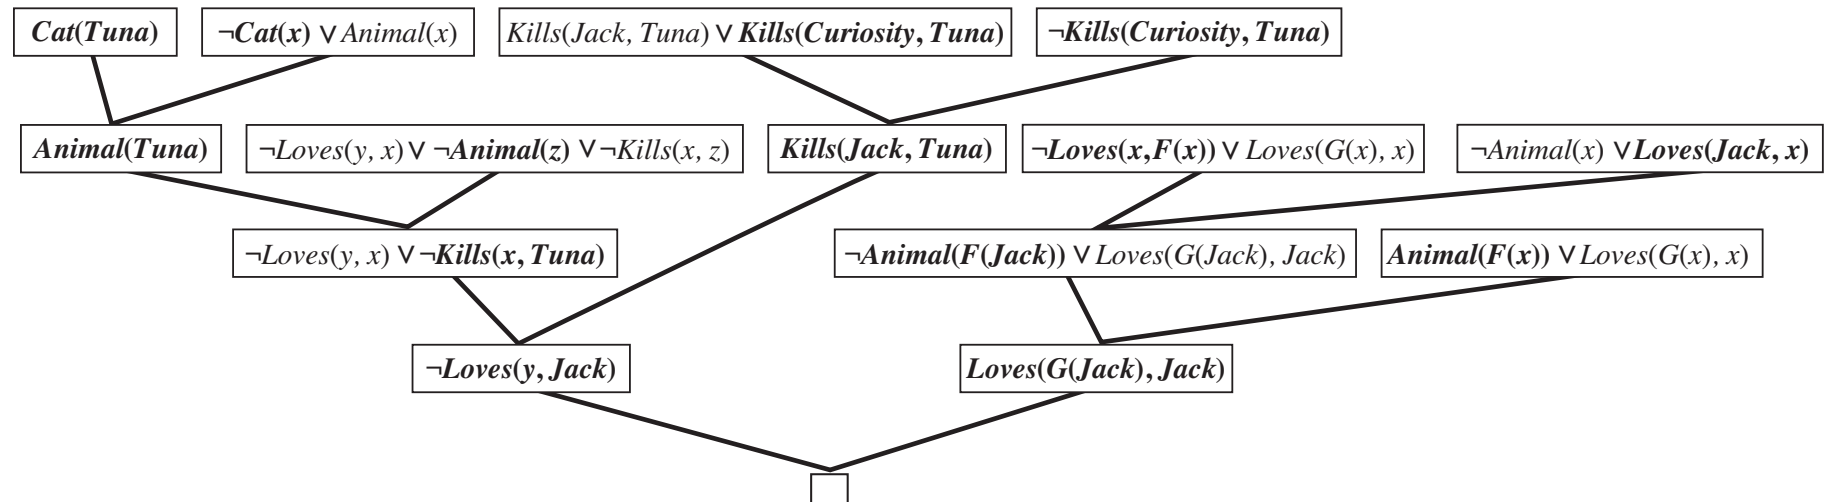 Cat(Tuna)
¬Cat(x) ∨ Animal(x)
Kills(Jack, Tuna) ∨ Kills(Curiosity, Tuna)
¬Kills(Curiosity, Tuna)
Animal(Tuna)
¬Loves(y, x) ∨ ¬Animal(z) ∨ ¬Kills(x, z)
Kills(Jack, Tuna)
¬Loves(x, F(x)) ∨ Loves(G(x), x)
¬Animal(x) ∨ Loves(Jack, x)
¬Loves(y, x) ∨ ¬Kills(x, Tuna)
¬Animal(F(Jack)) ∨ Loves(G(Jack), Jack)
Animal(F(x)) ∨ Loves(G(x), x)
¬Loves(y, Jack)
Loves(G(Jack), Jack)